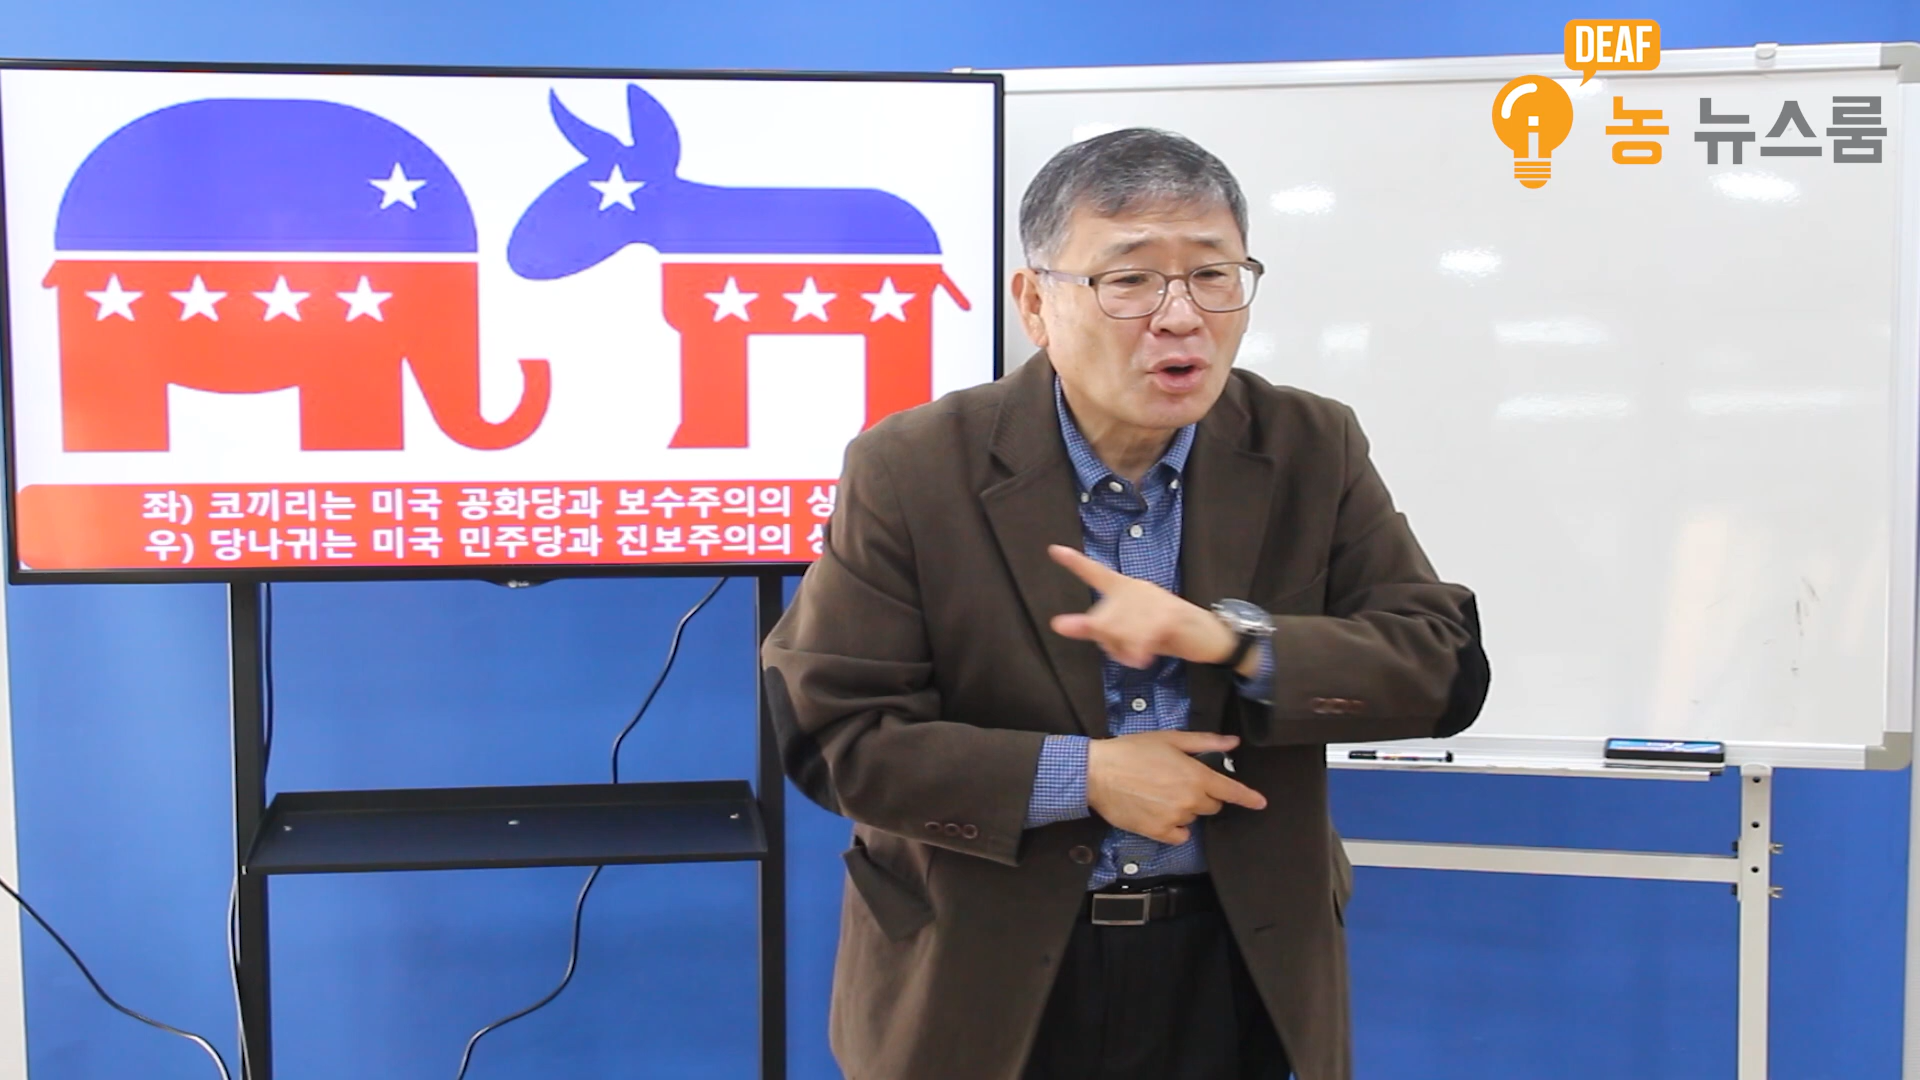 DEAF
농 뉴스룸
좌) 코끼리는 미국 공화당과 보수주의의
우) 당나귀는 미국 민주당과 진보주의의